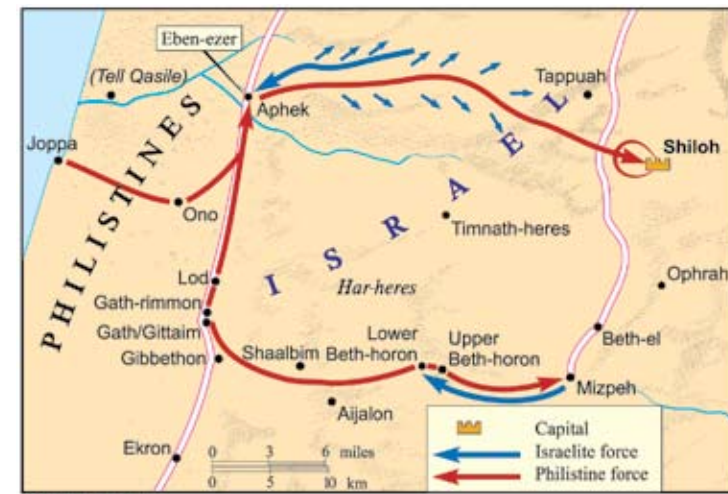 Eben-ezer
(Tell Qasile)
Aphek
Tappuah
Joppa
PHILISTINES
Shiloh
Ono
ISRAEL
Timnath-heres
Lod
Har-heres
Ophrah
Gath-rimmon
Gath/Gittaim
Gibbethon
Shaalbim
Lower
Beth-horon
Upper
Beth-horon
Beth-el
Mizpeh
Aijalon
Ekron
0 3 6 miles
0 5 10 km
Capital
Israelite force
Philistine force